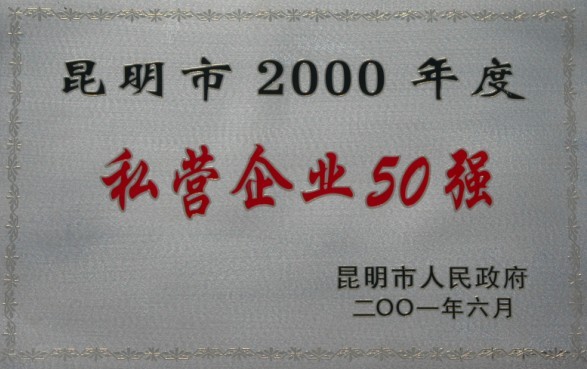 昆明市 2000 年度
私营企业50强
昆明市人民政府
二OO一年六月